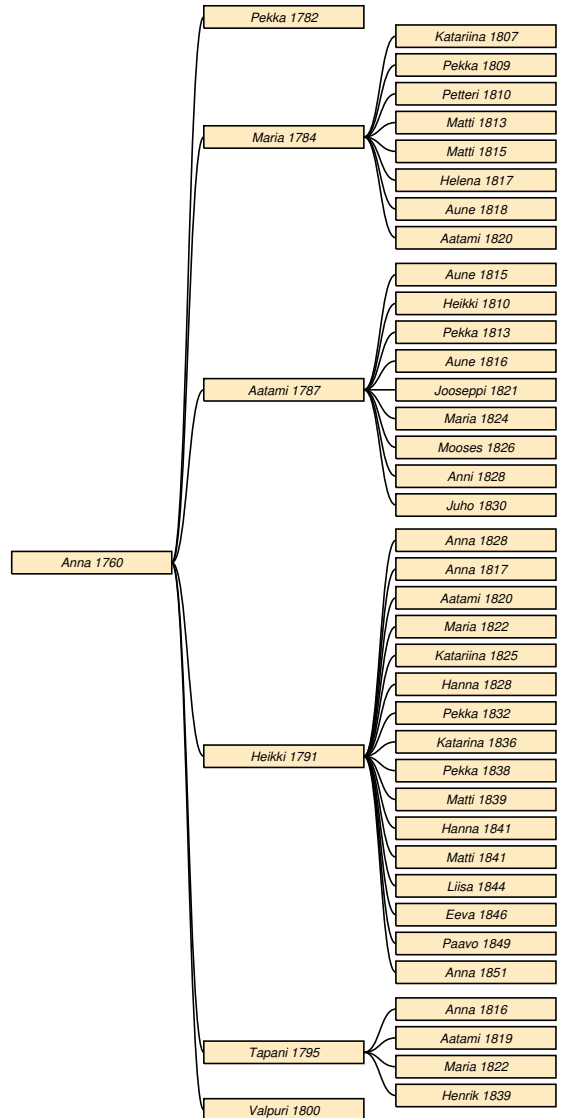 Pekka 1782
Katariina 1807
Pekka 1809
Petteri 1810
Matti 1813
Maria 1784
Matti 1815
Helena 1817
Aune 1818
Aatami 1820
Aune 1815
Heikki 1810
Pekka 1813
Aune 1816
Aatami 1787
Jooseppi 1821
Maria 1824
Mooses 1826
Anni 1828
Juho 1830
Anna 1760
Anna 1828
Anna 1817
Aatami 1820
Maria 1822
Katariina 1825
Hanna 1828
Pekka 1832
Katarina 1836
Heikki 1791
Pekka 1838
Matti 1839
Hanna 1841
Matti 1841
Liisa 1844
Eeva 1846
Paavo 1849
Anna 1851
Anna 1816
Aatami 1819
Tapani 1795
Maria 1822
Henrik 1839
Valpuri 1800